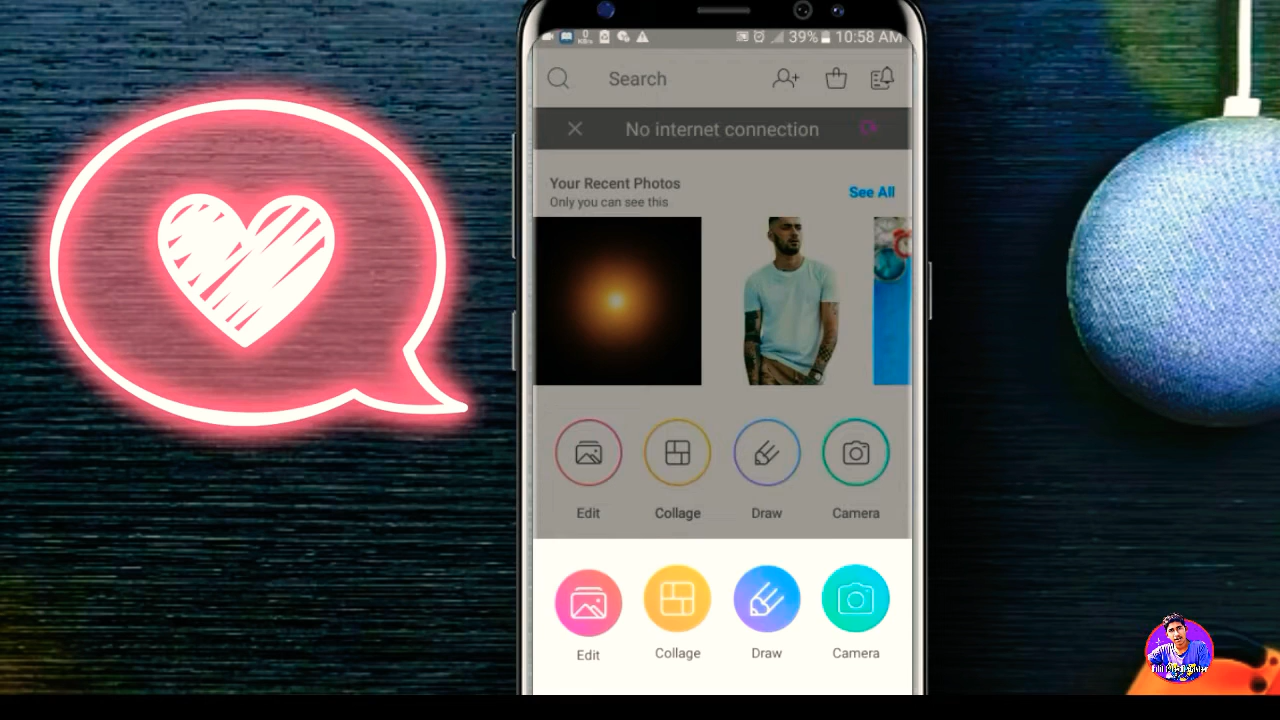 39% 10:58 AM
Search
No internet connection
Your Recent Photos
Only you can see this
See All
Edit Collage Draw Camera
Edit Collage Draw Camera